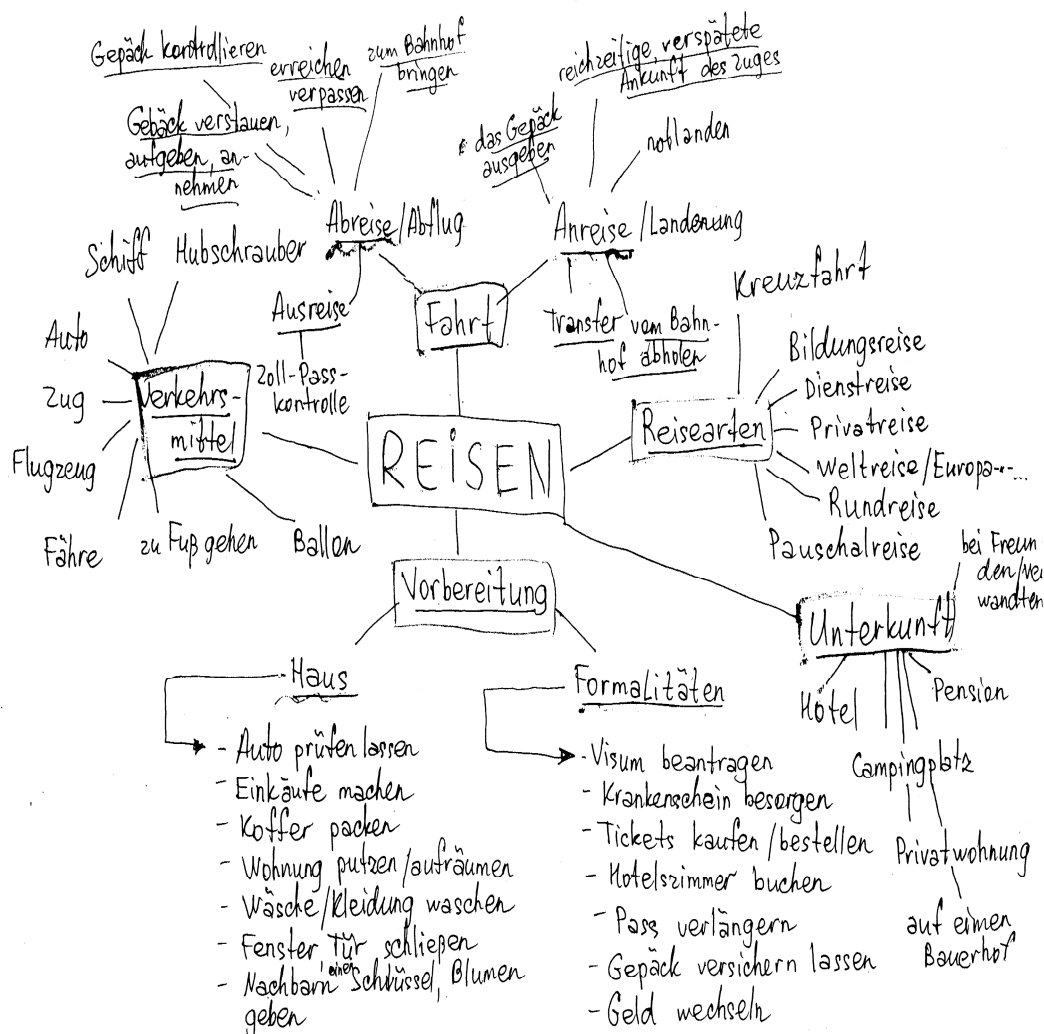 Gepäck kontrollieren
erreichen
verpassen
zum Bahnhof
bringen
Gebäck verstauen,
aufgeben, an-
nehmen
das Gepäck
ausgeben
reichzeitige, verspätete
Ankunft des Zuges
notlanden
Abreise/Abflug
Anreise/Landerung
Ausreise
Zoll-Pass-
kontrolle
Fahrt
Transfer
vom Bahn-
hof abholen
Schiff
Hubschrauber
Auto
Zug
Flugzeug
Fähre
zu Fuß gehen
Ballon
Verkehrs-
mittel
REISEN
Reisearten
Kreuzfahrt
Bildungsreise
Dienstreise
Privatreise
Weltreise/Europa--...
Rundreise
Pauschalreise
Vorbereitung
Unterkunft
bei Freun
den/Ve
wandten
Hotel
Pension
Campingplatz
Privatwohnung
auf eimen
Bauerhof
Haus
- Auto prüfen lassen
- Einkäufe machen
- Koffer packen
- Wohnung putzen/aufräumen
- Wäsche/Kleidung waschen
- Fenster, Tür schließen
- Nachbarn einen Schlüssel, Blumen
geben
Formalitäten
- Visum beantragen
- Krankenschein besorgen
- Tickets kaufen/bestellen
- Hotelszimmer buchen
- Pass verlängern
- Gepäck versichern lassen
- Geld wechseln